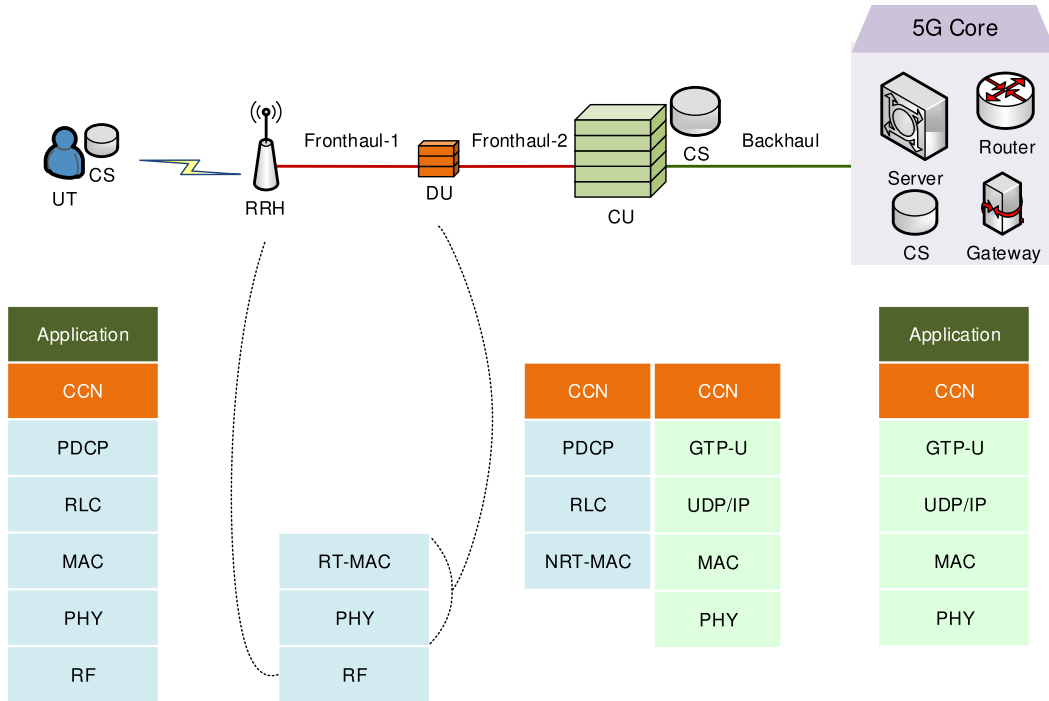 5G Core
Fronthaul-1
Fronthaul-2
Backhaul
CS
UT
RRH
DU
CU
CS
Server
Router
CS
Gateway
Application
CCN
PDCP
RLC
MAC
PHY
RF
RT-MAC
PHY
RF
CCN
PDCP
RLC
NRT-MAC
CCN
GTP-U
UDP/IP
MAC
PHY
Application
CCN
GTP-U
UDP/IP
MAC
PHY